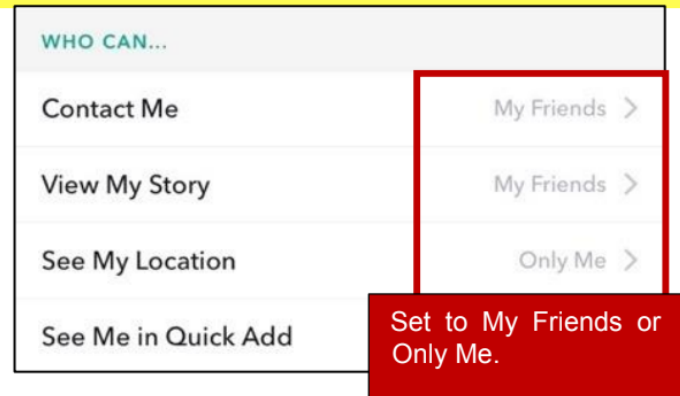 WHO CAN...
Contact Me My Friends >
View My Story My Friends >
See My Location Only Me >
See Me in Quick Add
Set to My Friends or
Only Me.